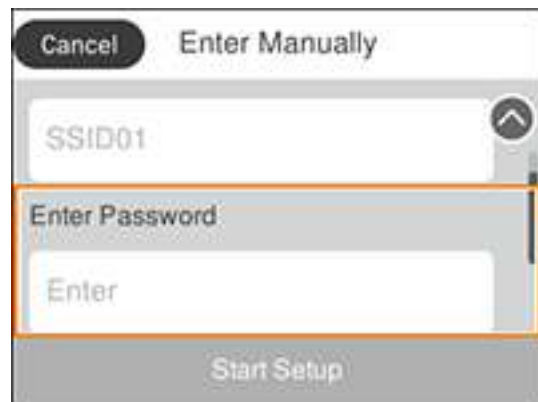 Cancel Enter Manually
SSID01
Enter Password
Enter
Start Setup